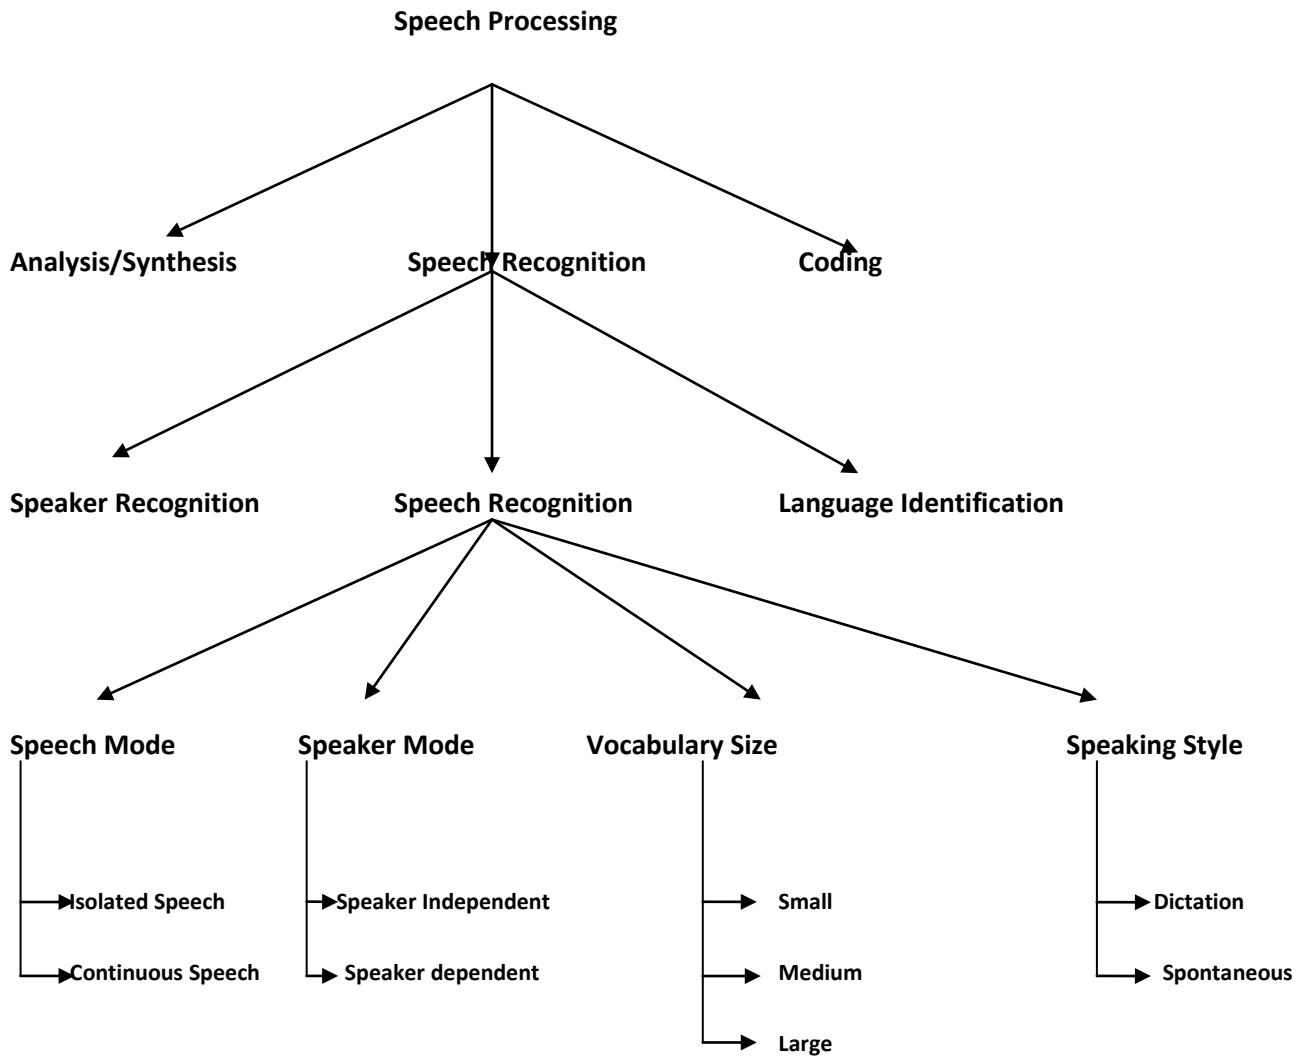 Speech Processing
Analysis/Synthesis Speech Recognition Coding
Speaker Recognition Speech Recognition Language Identification
Speech Mode Speaker Mode Vocabulary Size Speaking Style
Isolated Speech Speaker Independent Small Dictation
Continuous Speech Speaker dependent Medium Spontaneous
Large